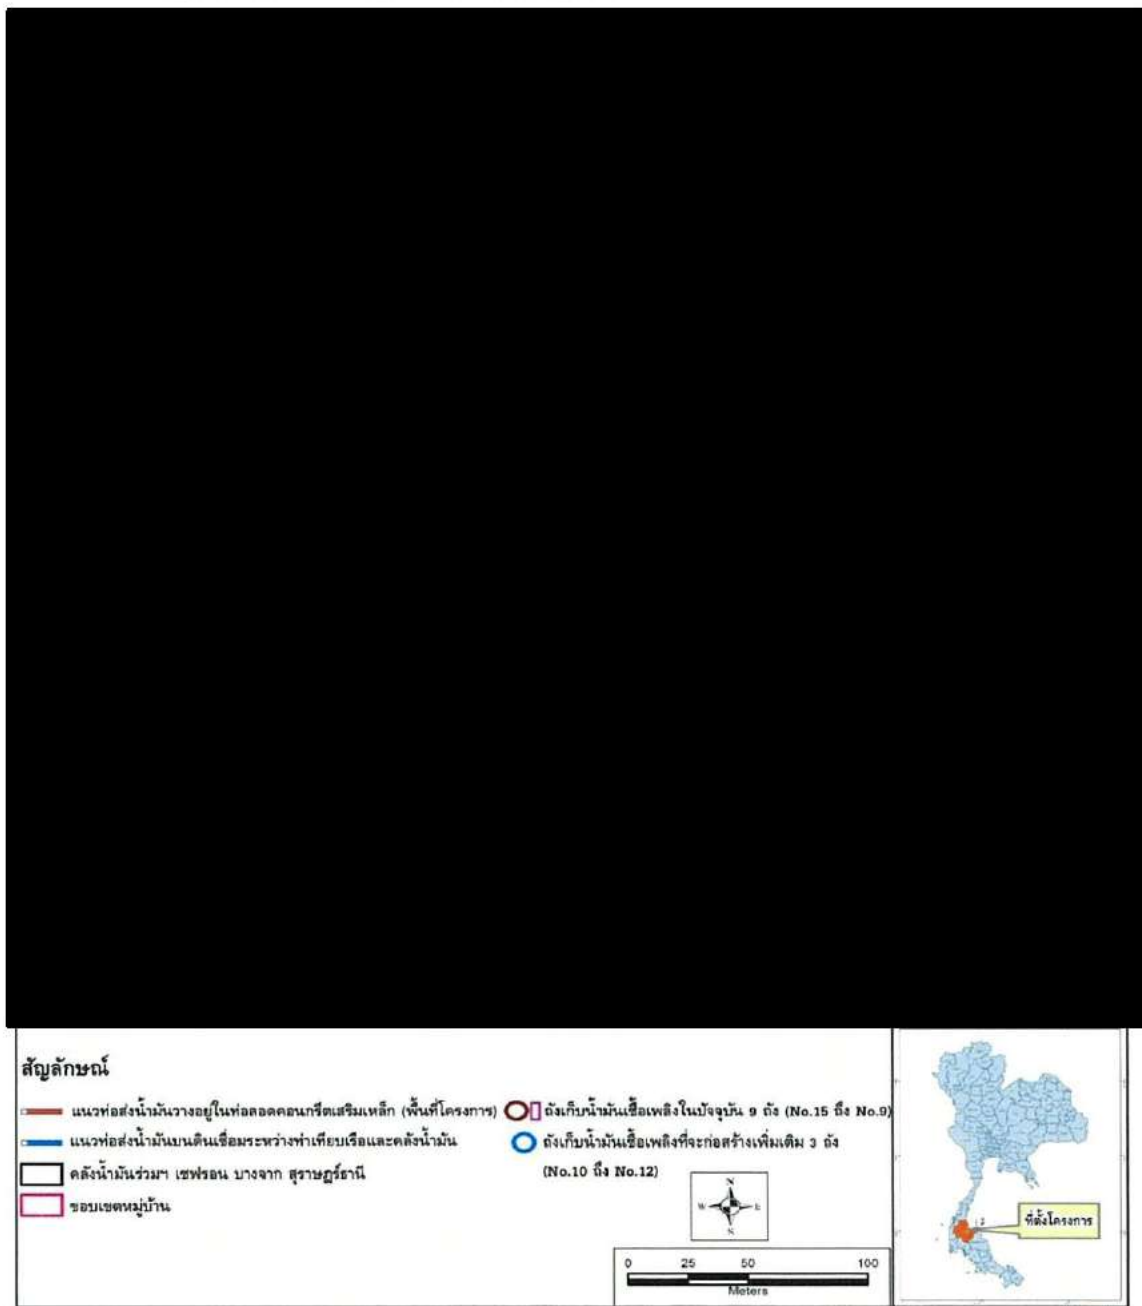 สัญลักษณ์
แนวท่อส่งน้ำมันวางอยู่ในท่อลอดคอนกรีตเสริมเหล็ก (พื้นที่โครงการ)
แนวท่อส่งน้ำมันบนดินเชื่อมระหว่างท่าเทียบเรือและคลังน้ำมัน
คลังน้ำมันร่วมฯ เชฟรอน บางจาก สุราษฎร์ธานี
ขอบเขตหมู่บ้าน
ถังเก็บน้ำมันเชื้อเพลิงในปัจจุบัน 9 ถัง (No.15 ถึง No.9)
ถังเก็บน้ำมันเชื้อเพลิงที่จะก่อสร้างเพิ่มเติม 3 ถัง
(No.10 ถึง No.12)
N
W E
S
0 25 50 100
Meters
ที่ตั้งโครงการ